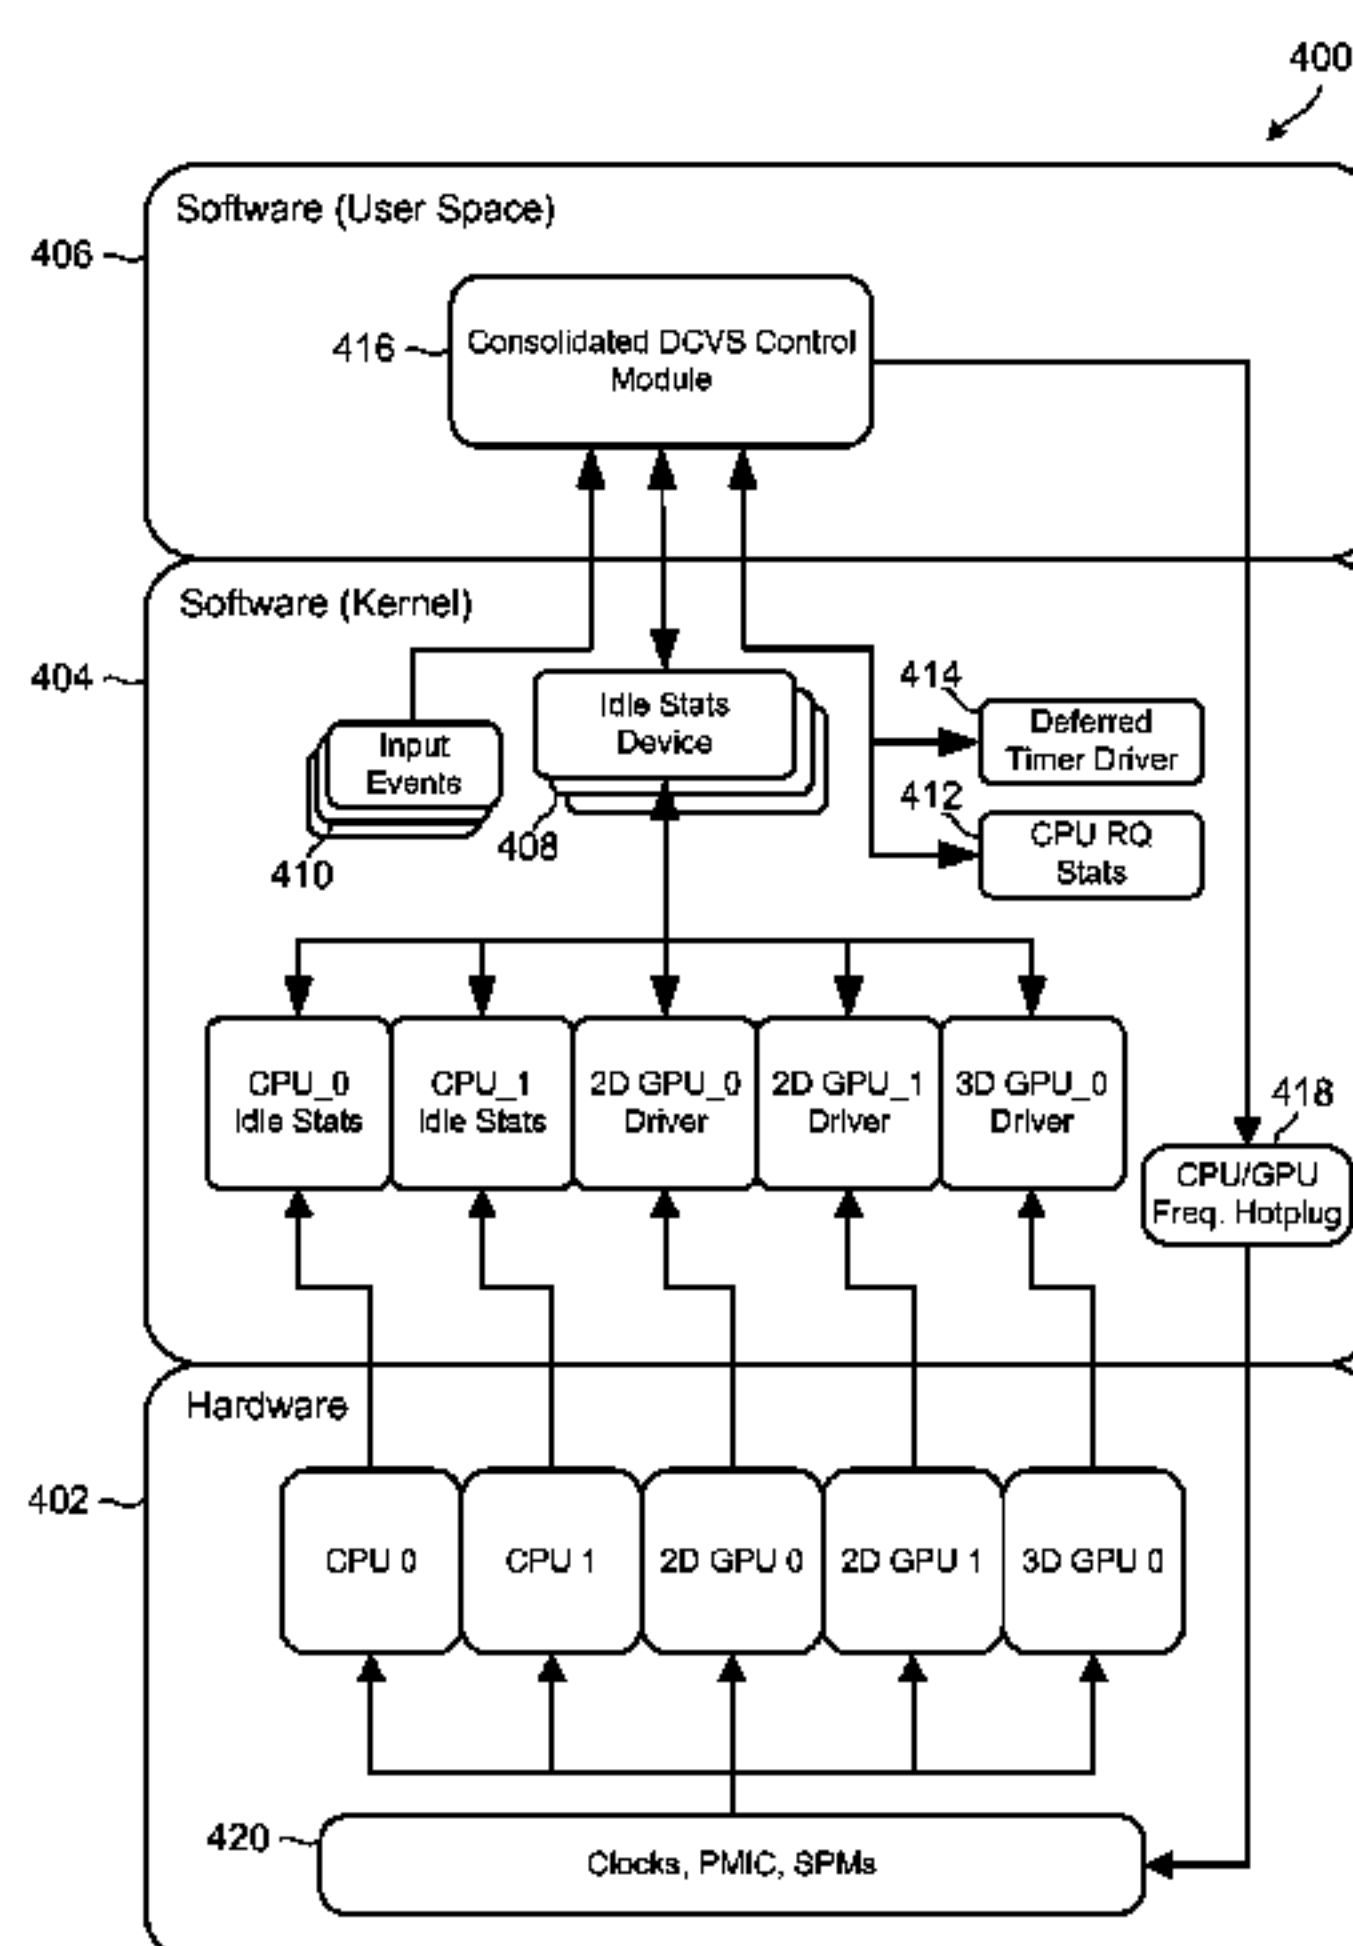 400
Software (User Space)
406
416
Consolidated DCVS Control
Module
Software (Kernel)
404
Input
Events
410
Idle Stats
Device
408
414
Deferred
Timer Driver
412
CPU RQ
Stats
CPU_0
Idle Stats
CPU_1
Idle Stats
2D GPU_0
Driver
2D GPU_1
Driver
3D GPU_0
Driver
418
CPU/GPU
Freq. Hotplug
Hardware
402
CPU 0
CPU 1
2D GPU 0
2D GPU 1
3D GPU 0
420
Clocks, PMIC, SPMs